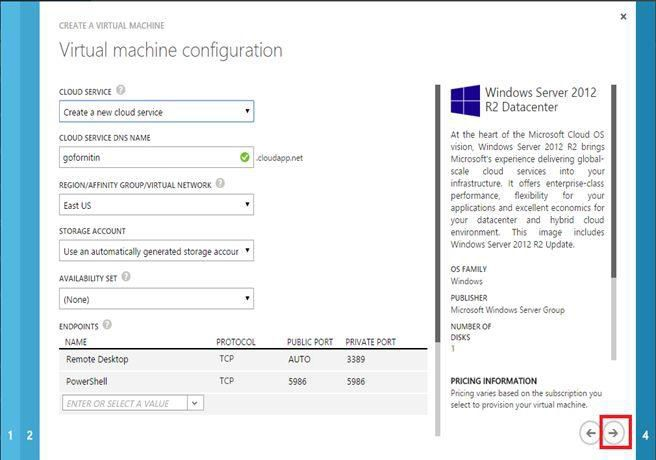 CREATE A VIRTUAL MACHINE
Virtual machine configuration
CLOUD SERVICE ?
Create a new cloud service
CLOUD SERVICE DNS NAME
gofornitin .cloudapp.net
REGION/AFFINITY GROUP/VIRTUAL NETWORK ?
East US
STORAGE ACCOUNT
Use an automatically generated storage accour
AVAILABILITY SET ?
(None)
ENDPOINTS ?
NAME PROTOCOL PUBLIC PORT PRIVATE PORT
Remote Desktop TCP AUTO 3389
PowerShell TCP 5986 5986
ENTER OR SELECT A VALUE
Windows Server 2012
R2 Datacenter
At the heart of the Microsoft Cloud OS
vision, Windows Server 2012 R2 brings
Microsoft's experience delivering global-
scale cloud services into your
infrastructure. It offers enterprise-class
performance, flexibility for your
applications and excellent economics for
your datacenter and hybrid cloud
environment. This image includes
Windows Server 2012 R2 Update.
OS FAMILY
Windows
PUBLISHER
Microsoft Windows Server Group
NUMBER OF
DISKS
1
PRICING INFORMATION
Pricing varies based on the subscription you
select to provision your virtual machine.
1 2
4